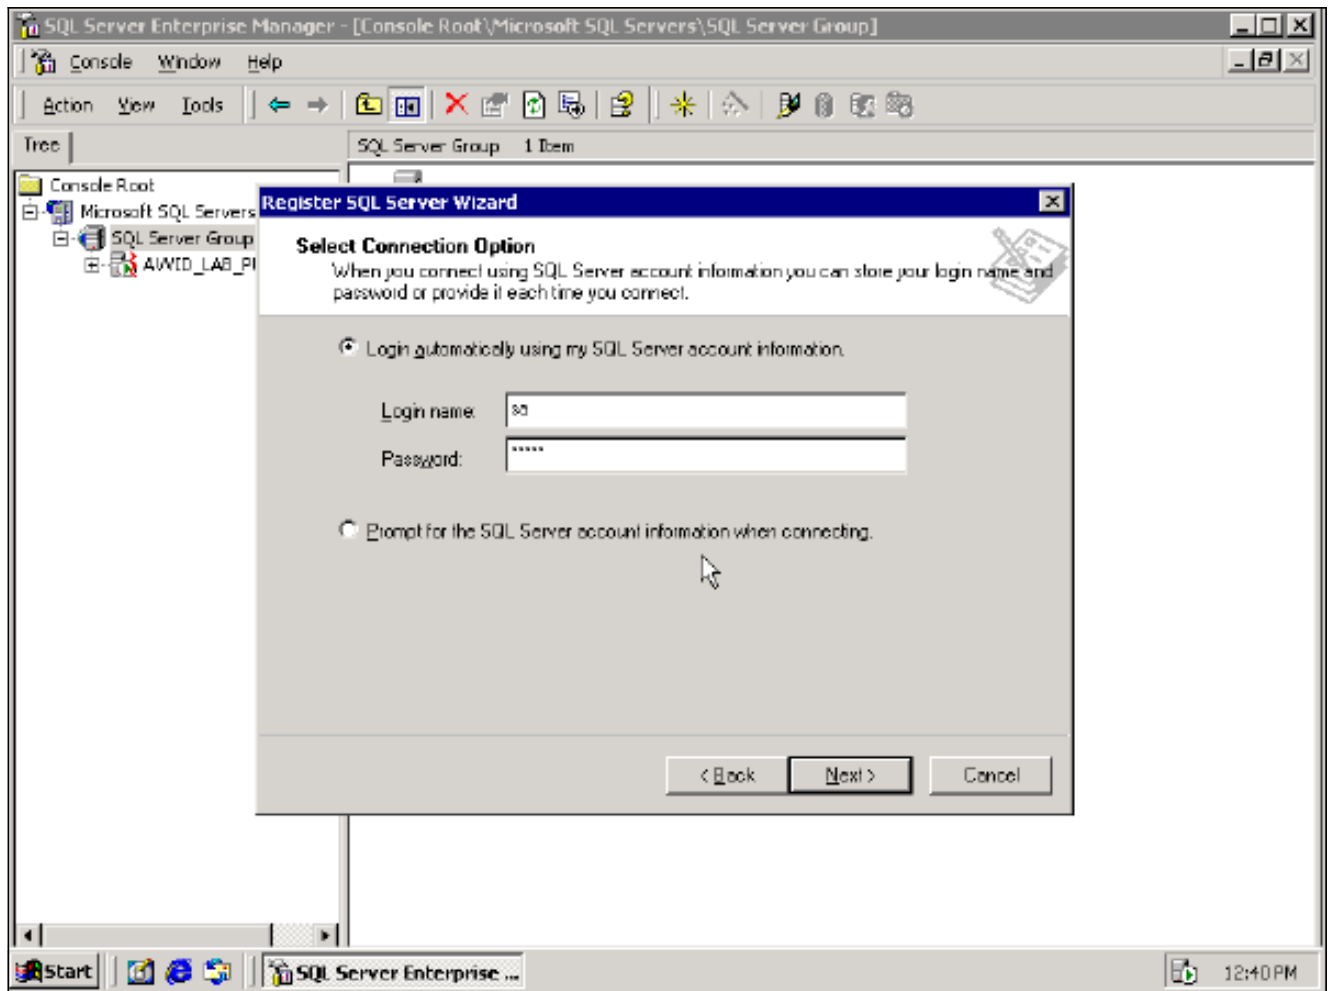 SQL Server Enterprise Manager - [Console Root\Microsoft SQL Servers\SQL Server Group]
Console Window Help
Action View Tools
Tree
SQL Server Group 1 Item
Console Root
Microsoft SQL Servers
SQL Server Group
AVVID_LAB_P
Register SQL Server Wizard
Select Connection Option
When you connect using SQL Server account information you can store your login name and
password or provide it each time you connect.
Login automatically using my SQL Server account information.
Login name: sa
Password: *****
Prompt for the SQL Server account information when connecting.
< Back Next > Cancel
Start SQL Server Enterprise ... 12:40 PM